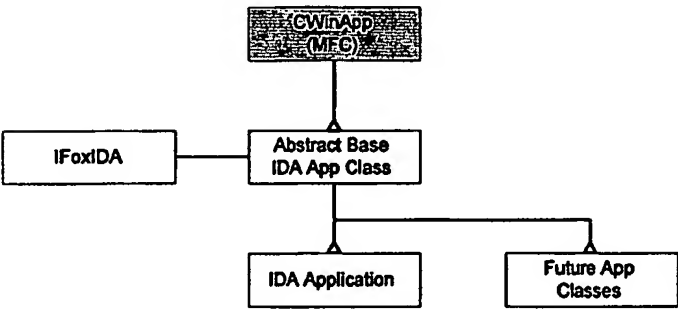 CWinApp
(MFC)
IFoxIDA
Abstract Base
IDA App Class
IDA Application
Future App
Classes